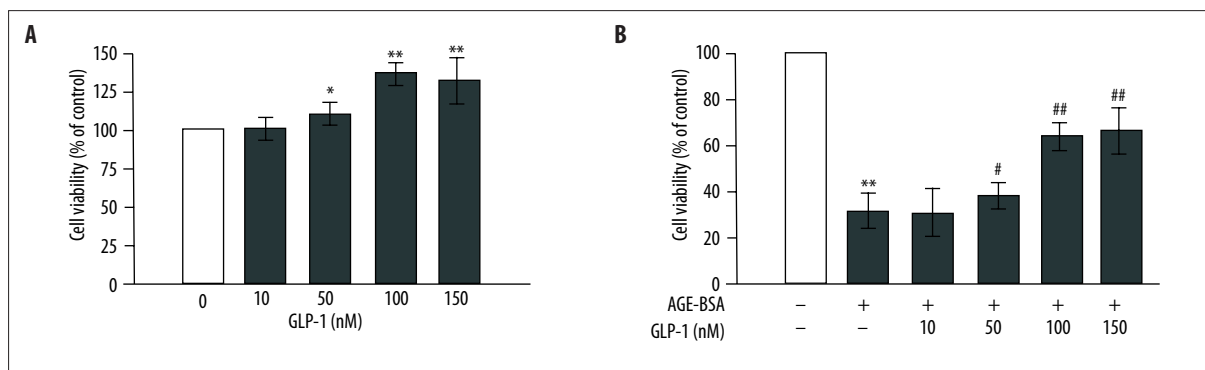 A
150
125
100
75
50
25
0
Cell viability (% of control)
*
**
**
0 10 50 100 150
GLP-1 (nM)
B
100
80
60
40
20
0
Cell viability (% of control)
**
#
##
##
AGE-BSA – + + + + +
GLP-1 (nM) – – 10 50 100 150